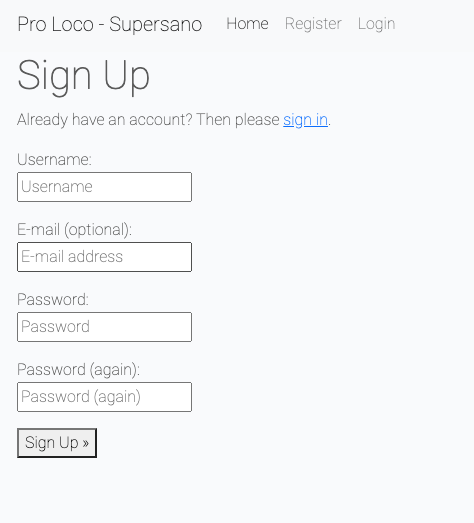 Pro Loco - Supersano Home Register Login
Sign Up
Already have an account? Then please sign in.
Username:
Username
E-mail (optional):
E-mail address
Password:
Password
Password (again):
Password (again)
Sign Up »